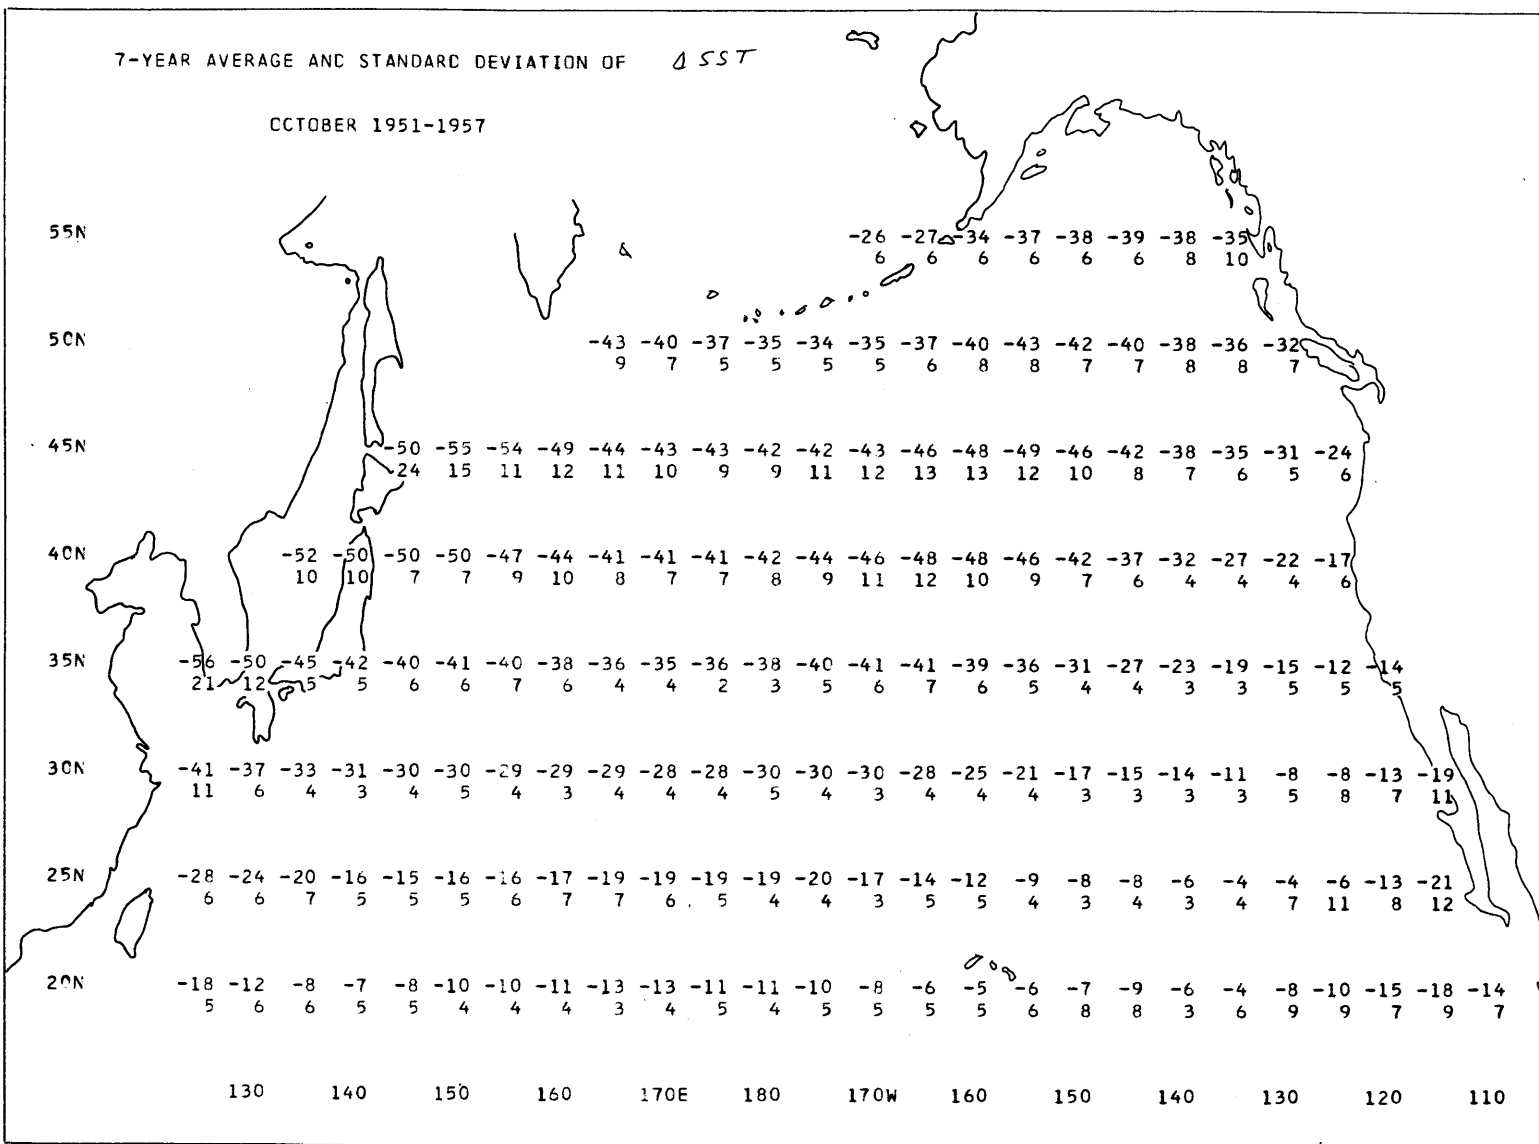 7-YEAR AVERAGE AND STANDARD DEVIATION OF Δ SST
OCTOBER 1951-1957
55N -26 -27 -34 -37 -38 -39 -38 -35
6 6 6 6 6 6 8 10
50N -43 -40 -37 -35 -34 -35 -37 -40 -43 -42 -40 -38 -36 -32
9 7 5 5 5 5 6 8 8 7 7 8 8 7
45N -50 -55 -54 -49 -44 -43 -43 -42 -42 -43 -46 -48 -49 -46 -42 -38 -35 -31 -24
24 15 11 12 11 10 9 9 11 12 13 13 12 10 8 7 6 5 6
40N -52 -50 -50 -50 -47 -44 -41 -41 -41 -42 -44 -46 -48 -48 -46 -42 -37 -32 -27 -22 -17
10 10 7 7 9 10 8 7 7 8 9 11 12 10 9 7 6 4 4 4 6
35N -56 -50 -45 -42 -40 -41 -40 -38 -36 -35 -36 -38 -40 -41 -41 -39 -36 -31 -27 -23 -19 -15 -12 -14
21 12 5 5 6 6 7 6 4 4 2 3 5 6 7 6 5 4 4 3 3 5 5 5
30N -41 -37 -33 -31 -30 -30 -29 -29 -29 -28 -28 -30 -30 -30 -28 -25 -21 -17 -15 -14 -11 -8 -8 -13 -19
11 6 4 3 4 5 4 3 4 4 4 5 4 3 4 4 4 3 3 3 3 5 8 7 11
25N -28 -24 -20 -16 -15 -16 -16 -17 -19 -19 -19 -19 -20 -17 -14 -12 -9 -8 -8 -6 -4 -4 -6 -13 -21
6 6 7 5 5 5 6 7 7 6 5 4 4 3 5 5 4 3 4 3 4 7 11 8 12
20N -18 -12 -8 -7 -8 -10 -10 -11 -13 -13 -11 -11 -10 -8 -6 -5 -6 -7 -9 -6 -4 -8 -10 -15 -18 -14
5 6 6 5 5 4 4 4 3 4 5 4 5 5 5 5 6 8 8 3 6 9 9 7 9 7
130 140 150 160 170E 180 170W 160 150 140 130 120 110